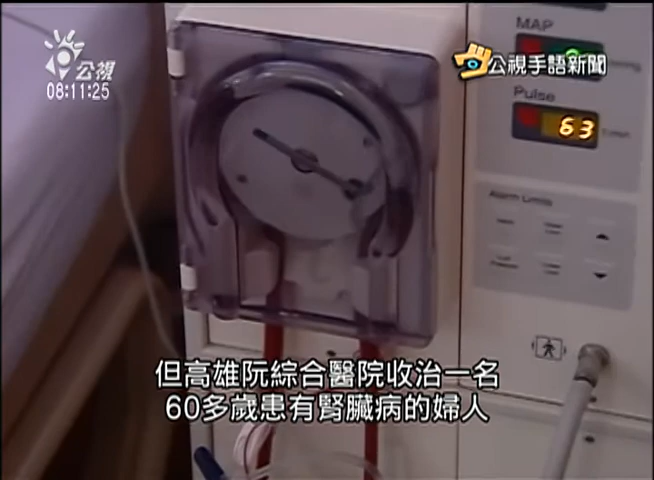 公視
08:11:25
公視手語新聞
MAP
Pulse
63
Alarm Limits
但高雄阮綜合醫院收治一名
60多歲患有腎臟病的婦人